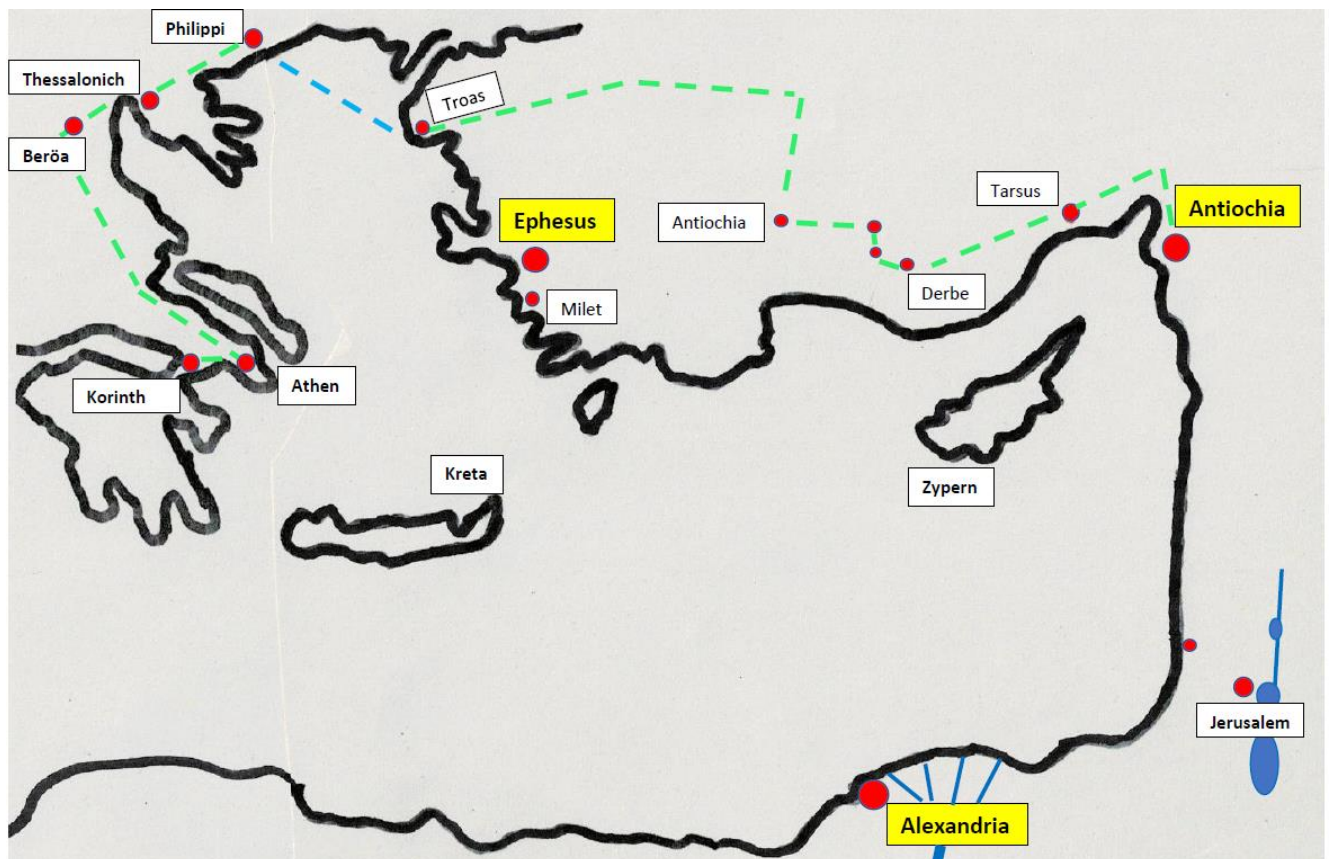 Philippi
Thessalonich
Troas
Beröa
Tarsus
Ephesus
Antiochia
Antiochia
Derbe
Milet
Athen
Korinth
Kreta
Zypern
Jerusalem
Alexandria